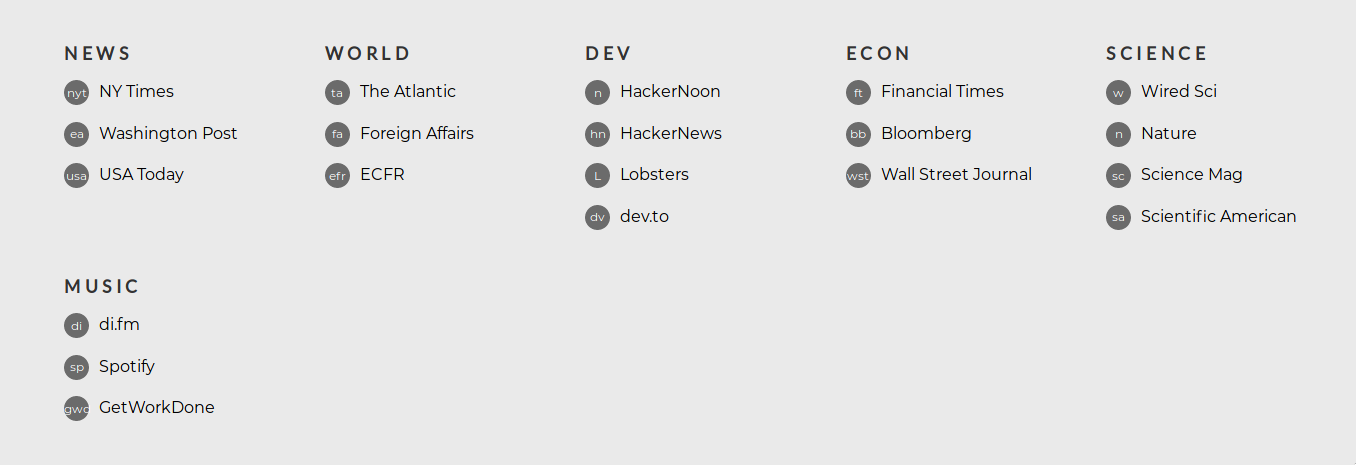 NEWS
nyt NY Times
ea Washington Post
usa USA Today
WORLD
ta The Atlantic
fa Foreign Affairs
efr ECFR
DEV
n HackerNoon
hn HackerNews
L Lobsters
dv dev.to
ECON
ft Financial Times
bb Bloomberg
wst Wall Street Journal
SCIENCE
w Wired Sci
n Nature
sc Science Mag
sa Scientific American
MUSIC
di di.fm
sp Spotify
gwd GetWorkDone